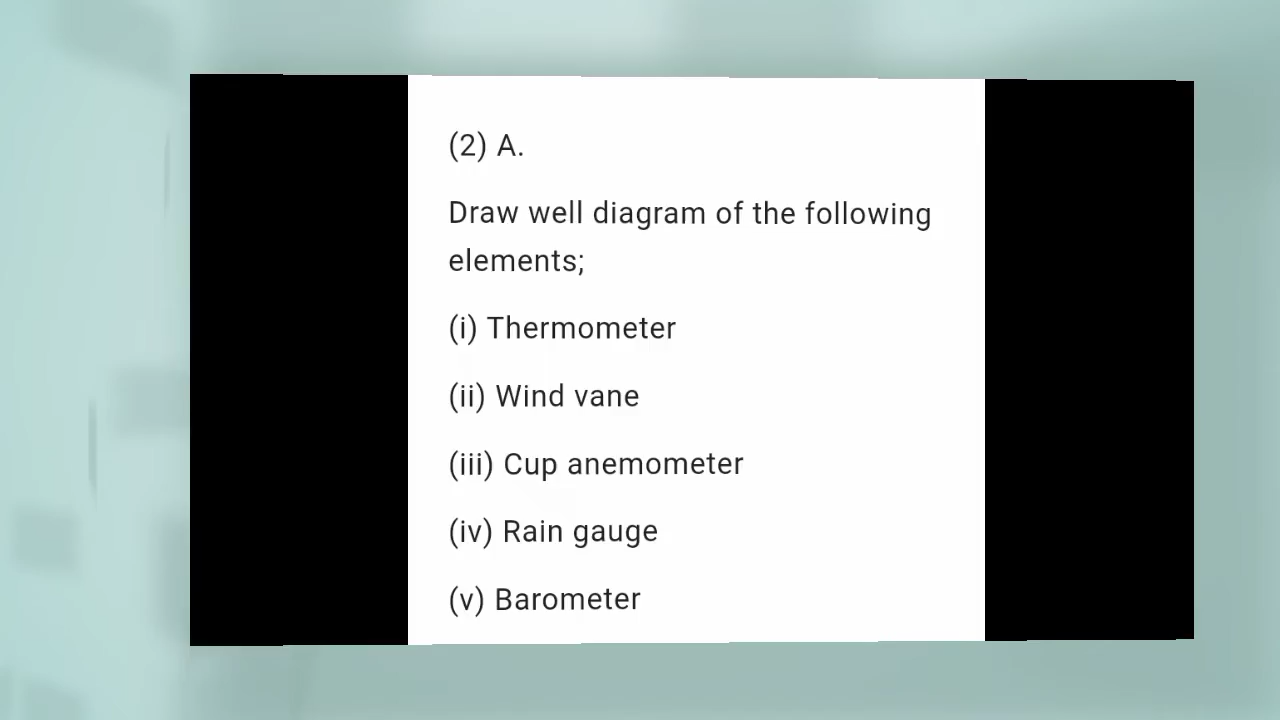 (2) A.
Draw well diagram of the following
elements;
(i) Thermometer
(ii) Wind vane
(iii) Cup anemometer
(iv) Rain gauge
(v) Barometer